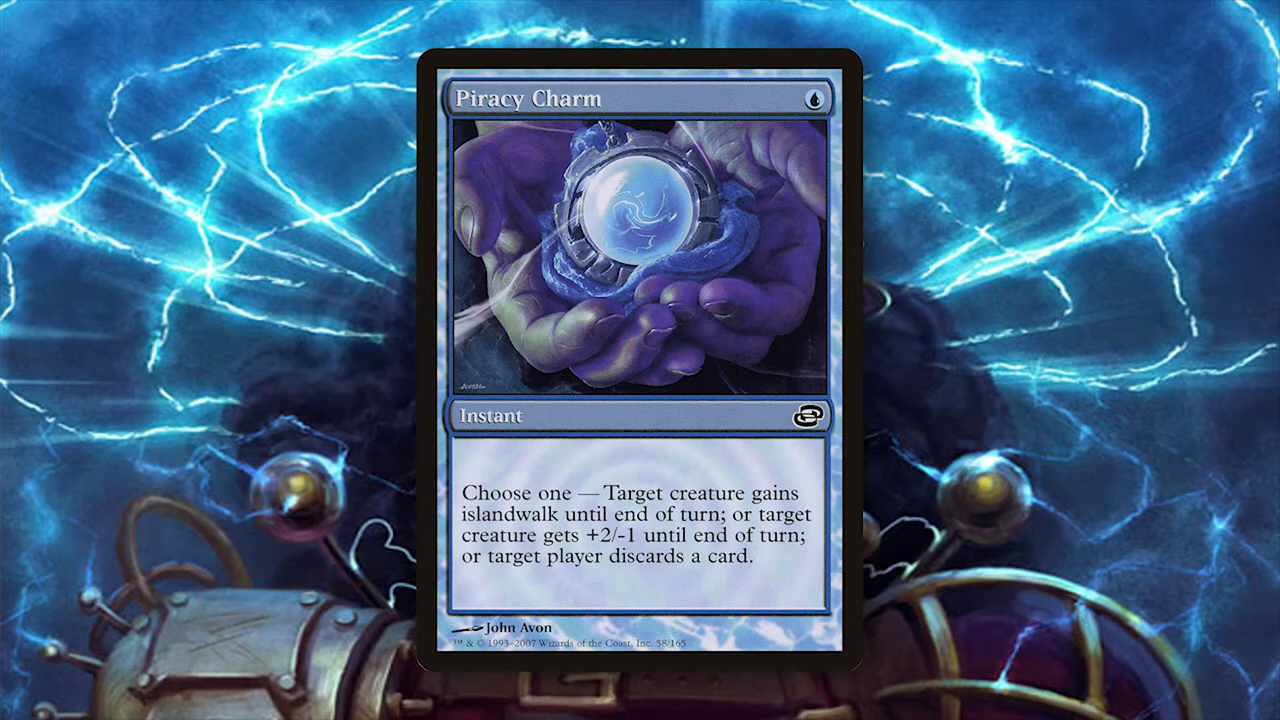 Piracy Charm
AVON-
Instant
Choose one — Target creature gains
islandwalk until end of turn; or target
creature gets +2/-1 until end of turn;
or target player discards a card.
John Avon
™ & © 1993–2007 Wizards of the Coast, Inc. 58/165